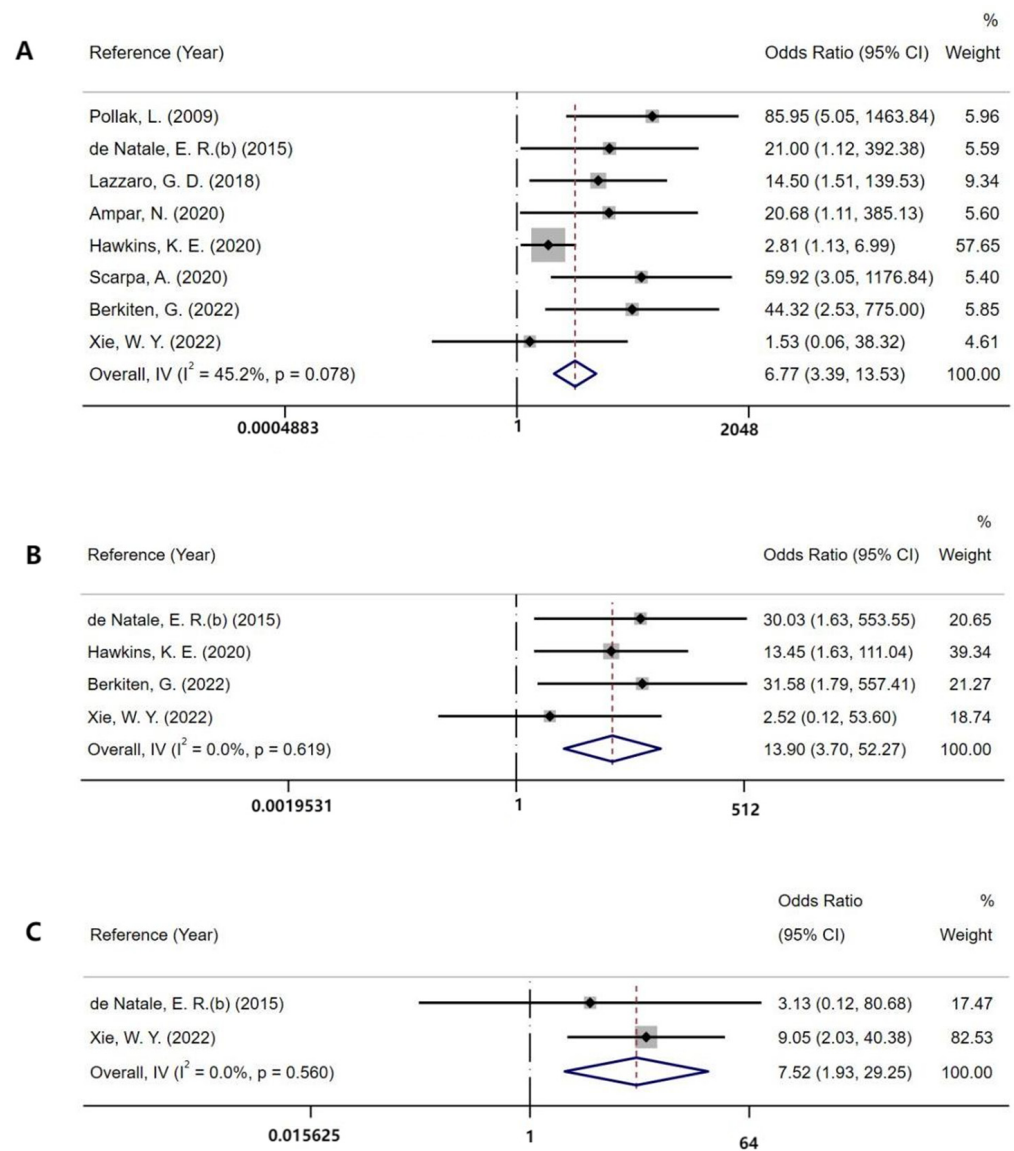 %
A Reference (Year) Odds Ratio (95% CI) Weight
Pollak, L. (2009) 85.95 (5.05, 1463.84) 5.96
de Natale, E. R.(b) (2015) 21.00 (1.12, 392.38) 5.59
Lazzaro, G. D. (2018) 14.50 (1.51, 139.53) 9.34
Ampar, N. (2020) 20.68 (1.11, 385.13) 5.60
Hawkins, K. E. (2020) 2.81 (1.13, 6.99) 57.65
Scarpa, A. (2020) 59.92 (3.05, 1176.84) 5.40
Berkiten, G. (2022) 44.32 (2.53, 775.00) 5.85
Xie, W. Y. (2022) 1.53 (0.06, 38.32) 4.61
Overall, IV (I² = 45.2%, p = 0.078) 6.77 (3.39, 13.53) 100.00
0.0004883 1 2048
%
B Reference (Year) Odds Ratio (95% CI) Weight
de Natale, E. R.(b) (2015) 30.03 (1.63, 553.55) 20.65
Hawkins, K. E. (2020) 13.45 (1.63, 111.04) 39.34
Berkiten, G. (2022) 31.58 (1.79, 557.41) 21.27
Xie, W. Y. (2022) 2.52 (0.12, 53.60) 18.74
Overall, IV (I² = 0.0%, p = 0.619) 13.90 (3.70, 52.27) 100.00
0.0019531 1 512
Odds Ratio %
C Reference (Year) (95% CI) Weight
de Natale, E. R.(b) (2015) 3.13 (0.12, 80.68) 17.47
Xie, W. Y. (2022) 9.05 (2.03, 40.38) 82.53
Overall, IV (I² = 0.0%, p = 0.560) 7.52 (1.93, 29.25) 100.00
0.015625 1 64